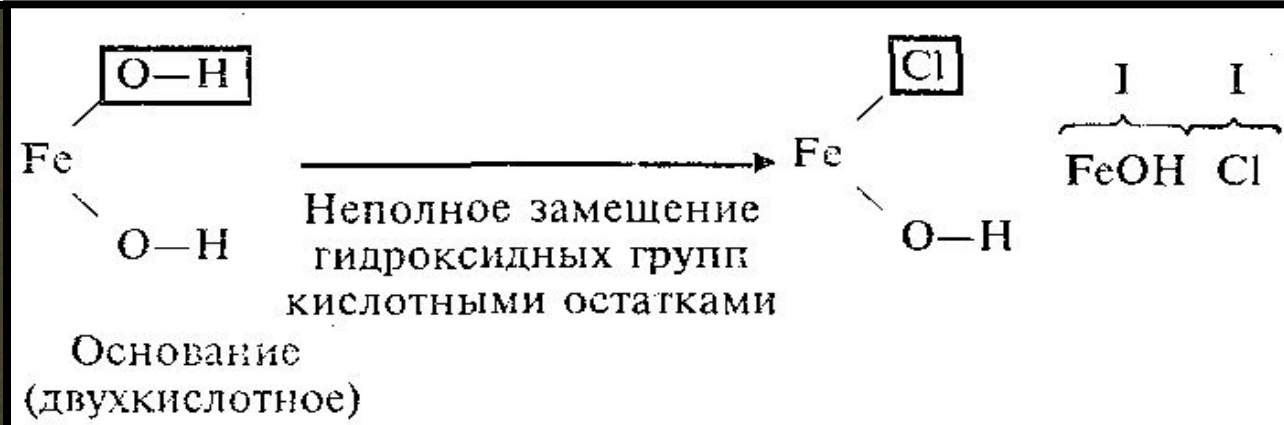 O—H
Fe
O—H
Неполное замещение
гидроксидных групп
кислотными остатками
Основание
(двухкислотное)
Cl
Fe
O—H
I I
FeOH Cl